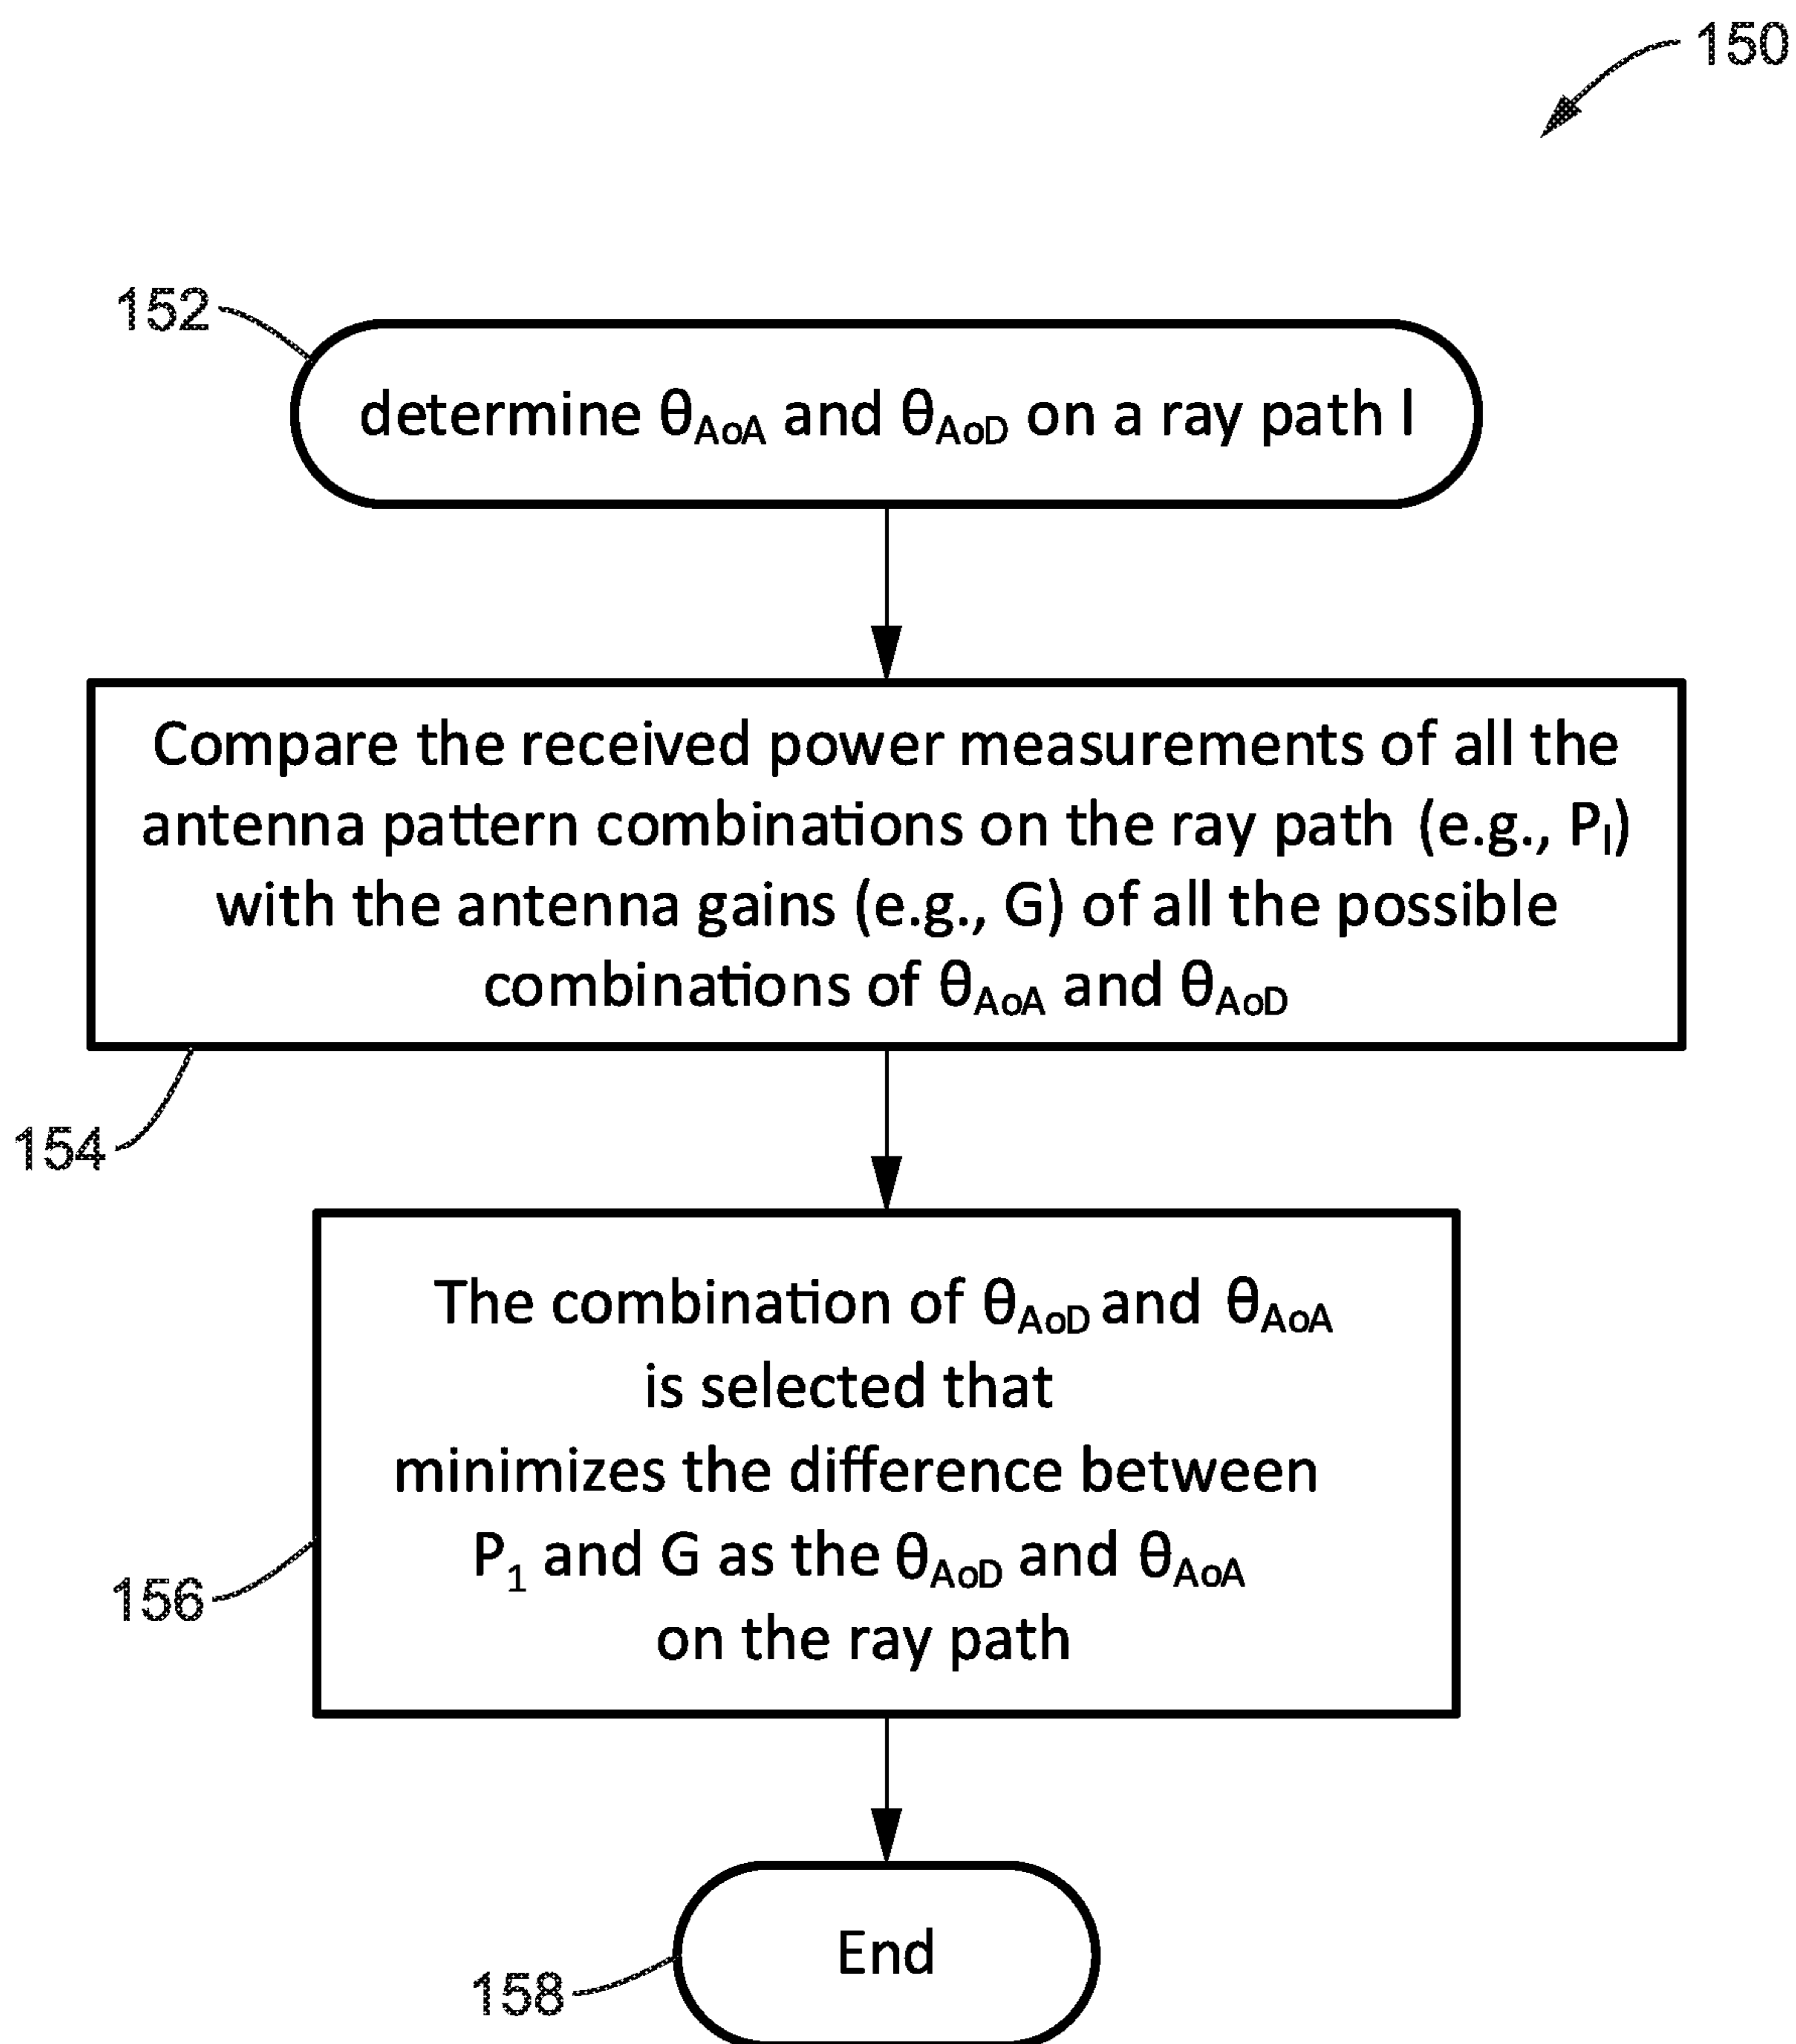 150
152
determine θAoA and θAoD on a ray path l
Compare the received power measurements of all the
antenna pattern combinations on the ray path (e.g., Pl)
with the antenna gains (e.g., G) of all the possible
combinations of θAoA and θAoD
154
The combination of θAoD and θAoA
is selected that
minimizes the difference between
P1 and G as the θAoD and θAoA
on the ray path
156
End
158